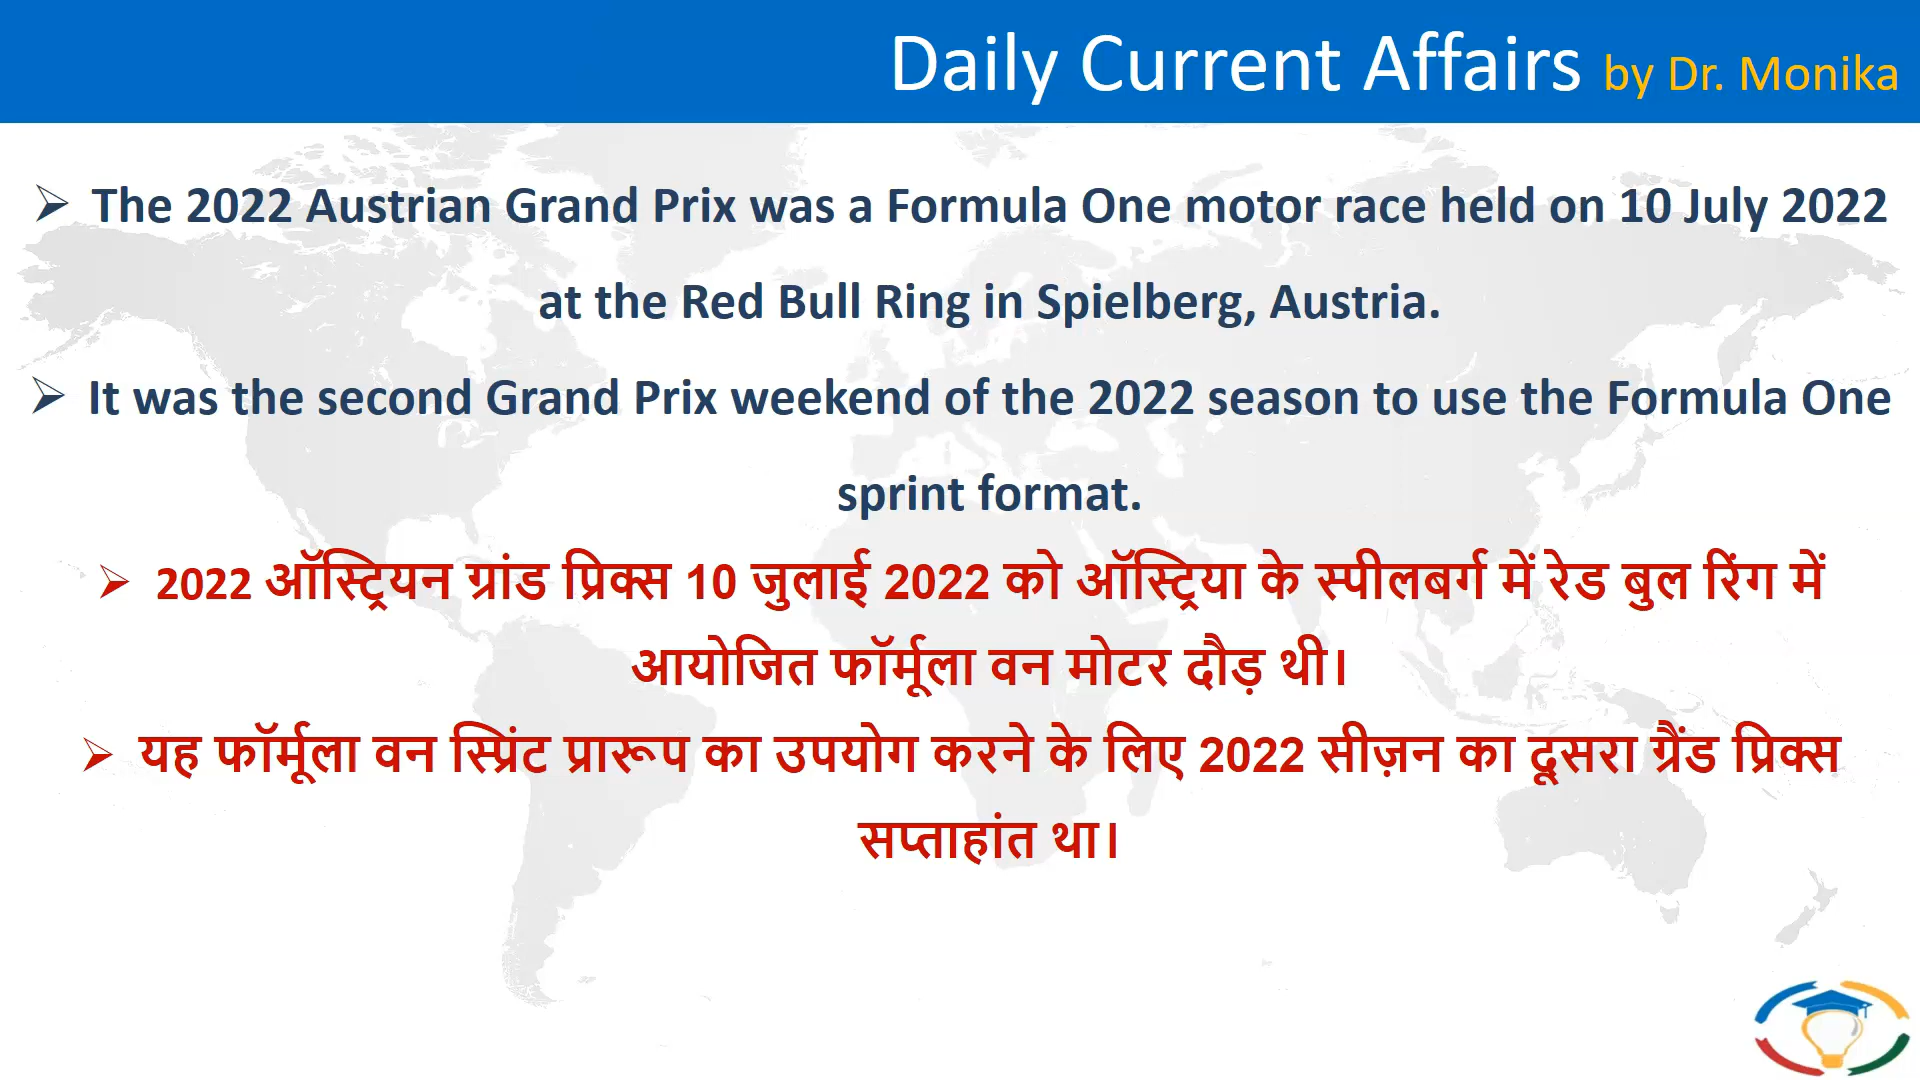 Daily Current Affairs by Dr. Monika
➢ The 2022 Austrian Grand Prix was a Formula One motor race held on 10 July 2022
at the Red Bull Ring in Spielberg, Austria.
➢ It was the second Grand Prix weekend of the 2022 season to use the Formula One
sprint format.
➢ 2022 ऑस्ट्रियन ग्रांड प्रिक्स 10 जुलाई 2022 को ऑस्ट्रिया के स्पीलबर्ग में रेड बुल रिंग में
आयोजित फॉर्मूला वन मोटर दौड़ थी।
➢ यह फॉर्मूला वन स्प्रिंट प्रारूप का उपयोग करने के लिए 2022 सीज़न का दूसरा ग्रैंड प्रिक्स
सप्ताहांत था।